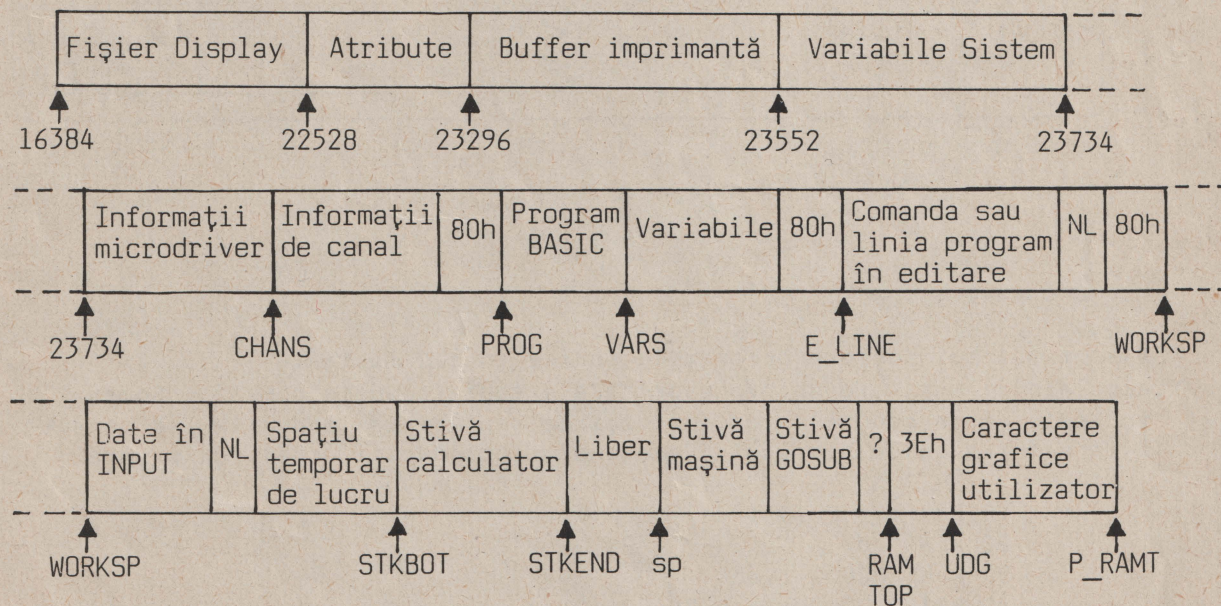 Fişier Display
Atribute
Buffer imprimantă
Variabile Sistem
16384
22528
23296
23552
23734
Informaţii
microdriver
Informaţii
de canal
80h
Program
BASIC
Variabile
80h
Comanda sau
linia program
în editare
NL
80h
23734
CHANS
PROG
VARS
E_LINE
WORKSP
Date în
INPUT
NL
Spaţiu
temporar
de lucru
Stivă
calculator
Liber
Stivă
maşină
Stivă
GOSUB
?
3Eh
Caractere
grafice
utilizator
WORKSP
STKBOT
STKEND
sp
RAM
TOP
UDG
P_RAMT